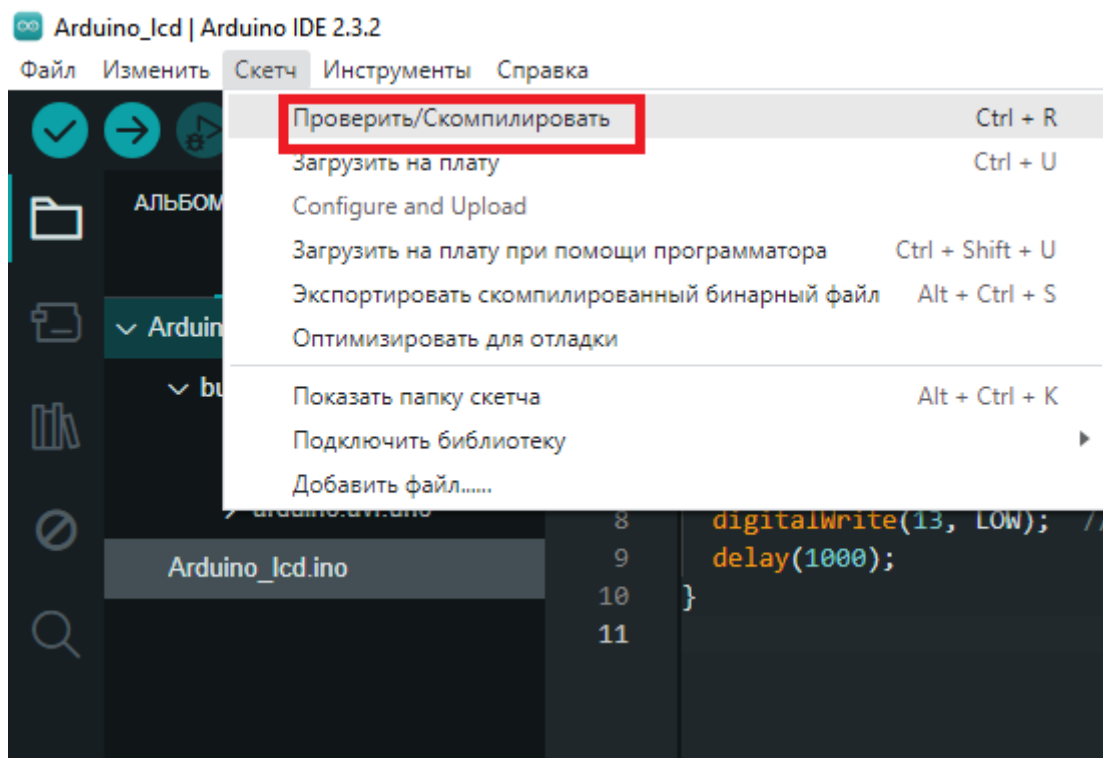 Arduino_lcd | Arduino IDE 2.3.2
Файл Изменить Скетч Инструменты Справка
Проверить/Скомпилировать Ctrl + R
Загрузить на плату Ctrl + U
Configure and Upload
Загрузить на плату при помощи программатора Ctrl + Shift + U
Экспортировать скомпилированный бинарный файл Alt + Ctrl + S
Оптимизировать для отладки
Показать папку скетча Alt + Ctrl + K
Подключить библиотеку
Добавить файл......
АЛЬБОМ
Arduin
bu
arduino.avr.uno
Arduino_lcd.ino
8 digitalWrite(13, LOW); //
9 delay(1000);
10 }
11